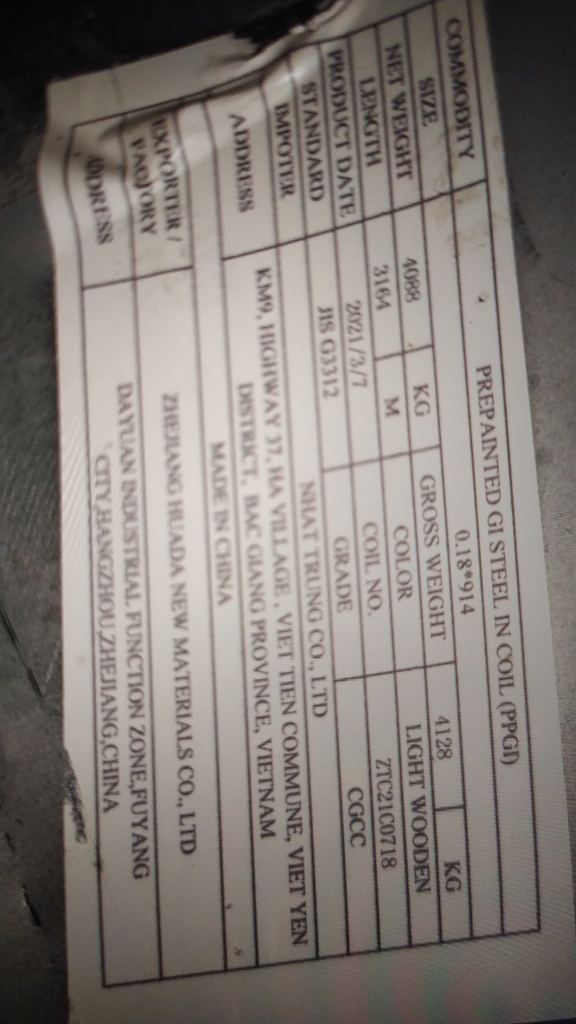 COMMODITY PREPAINTED GI STEEL IN COIL (PPGI)
SIZE 0.18*914
NET WEIGHT 4088 KG GROSS WEIGHT 4128 KG
LENGTH 3164 M COLOR LIGHT WOODEN
PRODUCT DATE 2021/3/7 COIL NO. ZTC21C0718
STANDARD JIS G3312 GRADE CGCC
IMPOTER NHAT TRUNG CO., LTD
ADDRESS KM9, HIGHWAY 37, HA VILLAGE , VIET TIEN COMMUNE, VIET YEN
DISTRICT, BAC GIANG PROVINCE, VIETNAM
MADE IN CHINA
EXPORTER / ZHEJIANG HUADA NEW MATERIALS CO., LTD
FACTORY
ADDRESS DAYUAN INDUSTRIAL FUNCTION ZONE,FUYANG
CITY,HANGZHOU,ZHEJIANG,CHINA